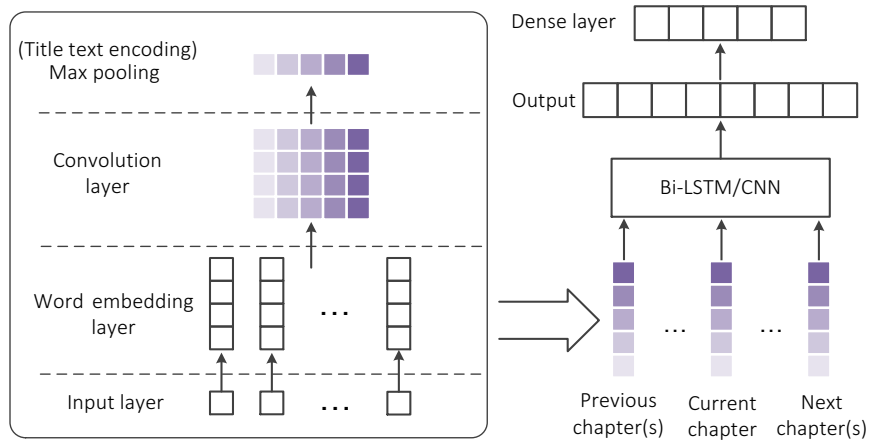 (Title text encoding)
Max pooling
Convolution
layer
Word embedding
layer
...
Input layer
...
Dense layer
Output
Bi-LSTM/CNN
... ...
Previous
chapter(s)
Current
chapter
Next
chapter(s)